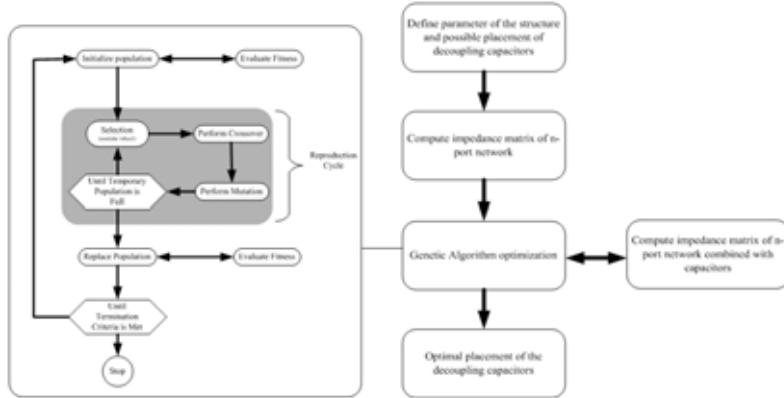 Initialize population
Evaluate Fitness
Selection
Perform Crossover
Reproduction
Cycle
Until Temporary
Population is
Full
Perform Mutation
Replace Population
Evaluate Fitness
Until
Termination
Criteria is Met
Stop
Define parameter of the structure
and possible placement of
decoupling capacitors
Compute impedance matrix of n-
port network
Genetic Algorithm optimization
Compute impedance matrix of n-
port network combined with
capacitors
Optimal placement of the
decoupling capacitors